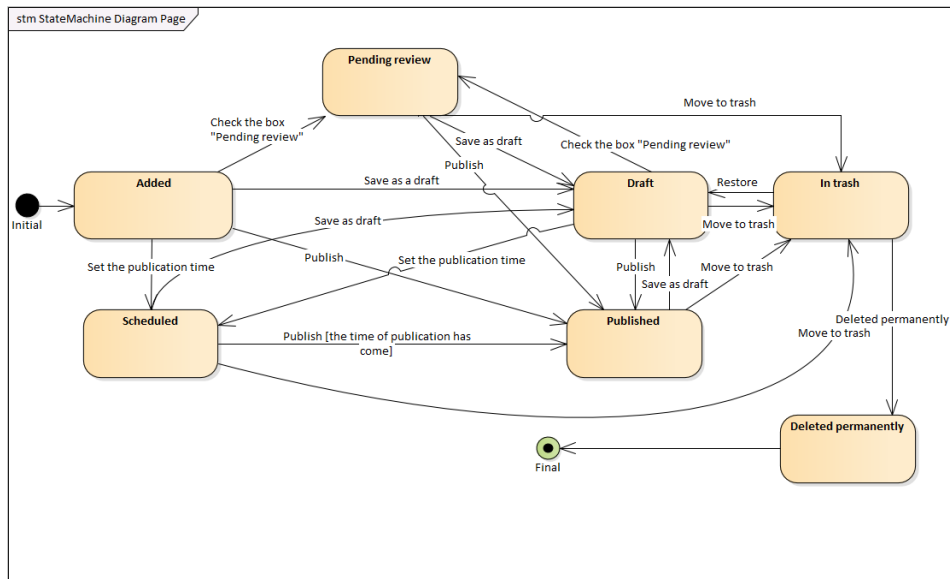 stm StateMachine Diagram Page
Pending review
Move to trash
Check the box
"Pending review"
Save as draft
Check the box "Pending review"
Publish
Added
Save as a draft
Draft
Restore
In trash
Initial
Save as draft
Move to trash
Set the publication time
Publish
Set the publication time
Publish
Move to trash
Save as draft
Scheduled
Published
Publish [the time of publication has
come]
Deleted permanently
Move to trash
Deleted permanently
Final